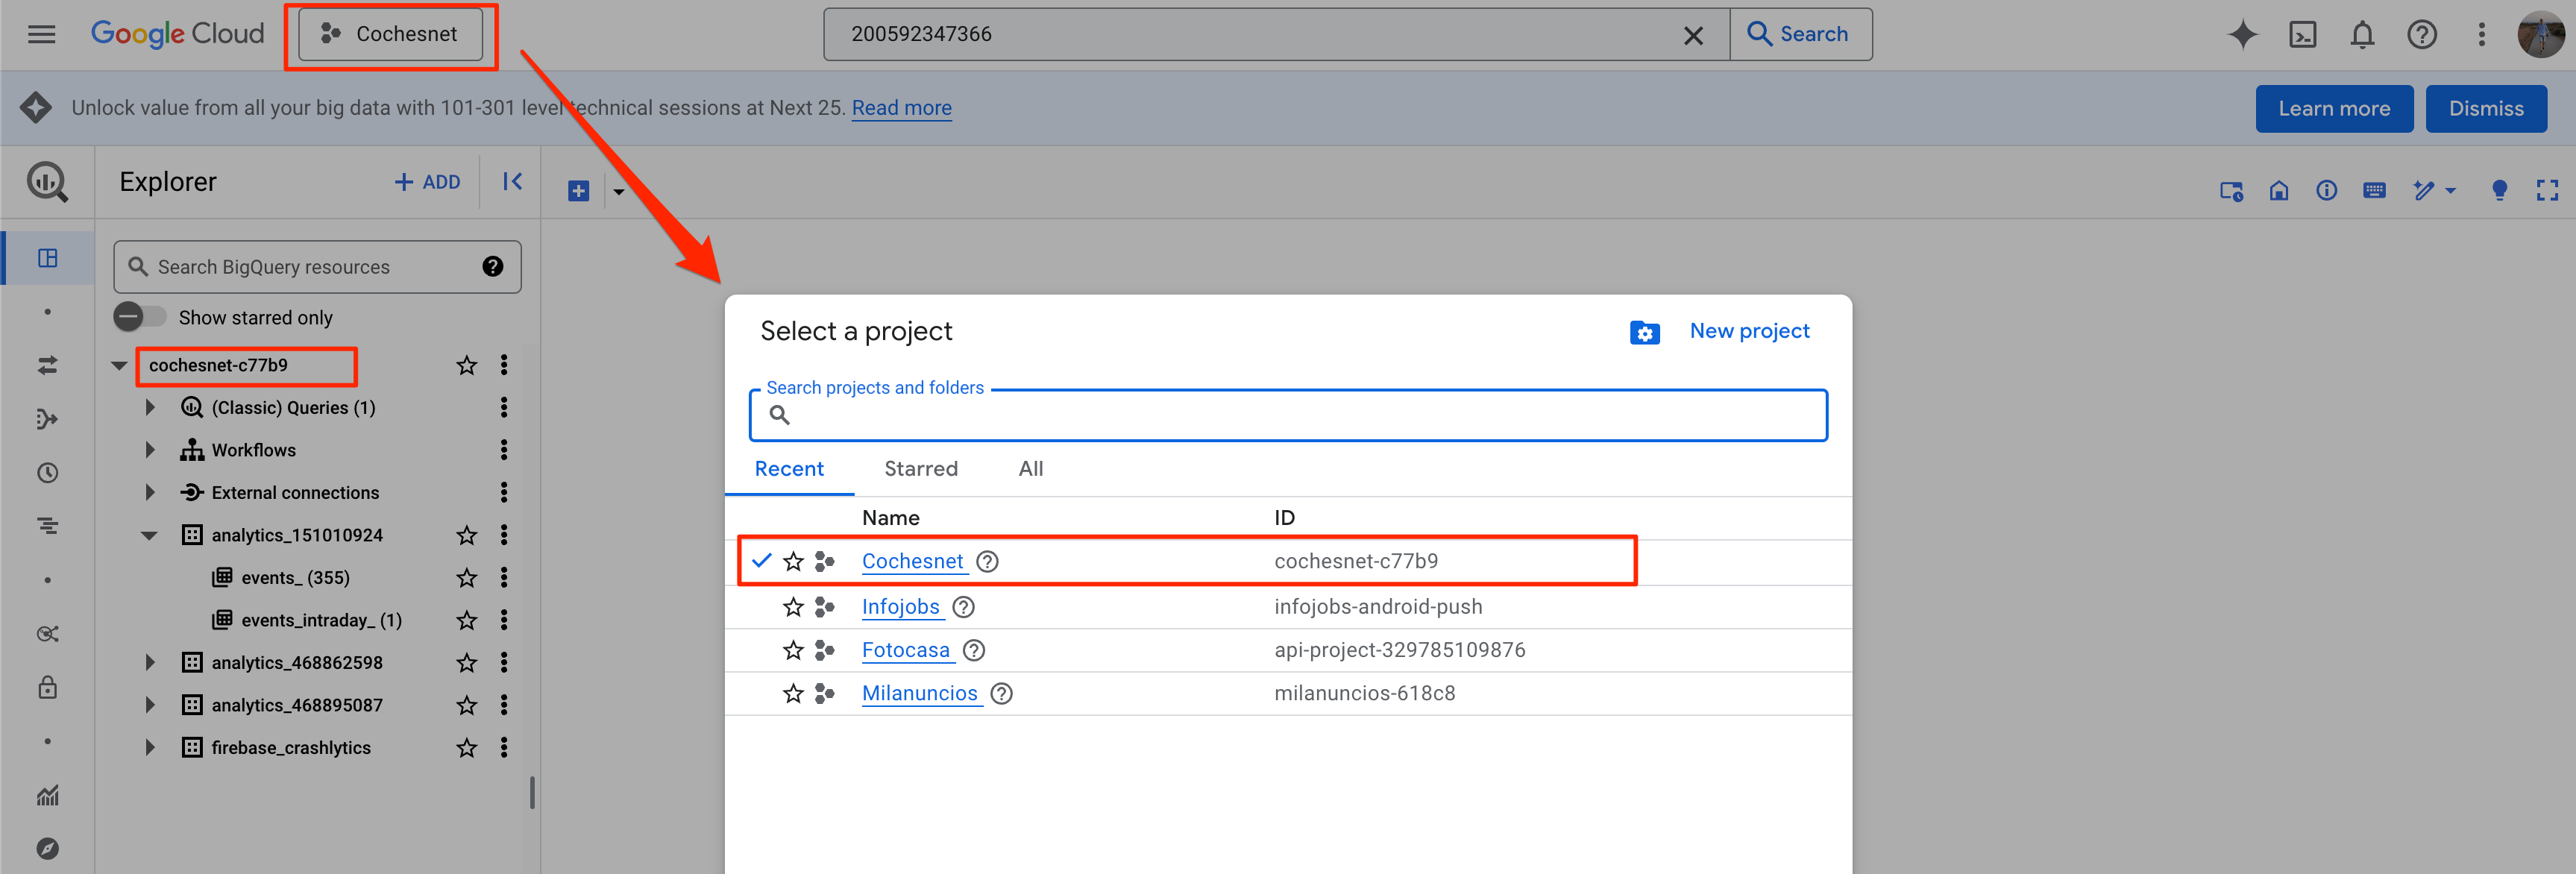 Google Cloud
Cochesnet
200592347366
Search
Unlock value from all your big data with 101-301 level technical sessions at Next 25. Read more
Learn more
Dismiss
Explorer
+ ADD
Search BigQuery resources
Show starred only
cochesnet-c77b9
(Classic) Queries (1)
Workflows
External connections
analytics_151010924
events_ (355)
events_intraday_ (1)
analytics_468862598
analytics_468895087
firebase_crashlytics
Select a project
New project
Search projects and folders
Recent Starred All
Name ID
Cochesnet cochesnet-c77b9
Infojobs infojobs-android-push
Fotocasa api-project-329785109876
Milanuncios milanuncios-618c8